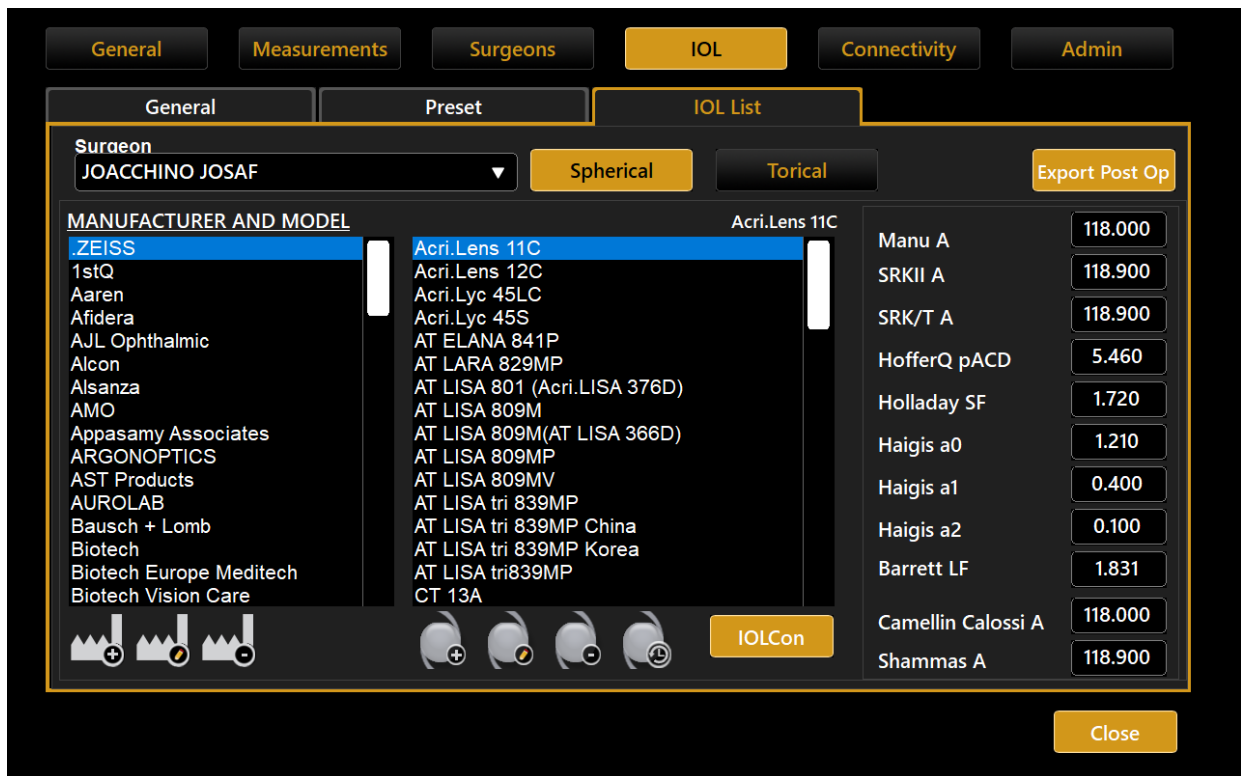 General Measurements Surgeons IOL Connectivity Admin
General Preset IOL List
Surgeon
JOACCHINO JOSAF
Spherical Torical Export Post Op
MANUFACTURER AND MODEL
Acri.Lens 11C
.ZEISS
1stQ
Aaren
Afidera
AJL Ophthalmic
Alcon
Alsanza
AMO
Appasamy Associates
ARGONOPTICS
AST Products
AUROLAB
Bausch + Lomb
Biotech
Biotech Europe Meditech
Biotech Vision Care
Acri.Lens 11C
Acri.Lens 12C
Acri.Lyc 45LC
Acri.Lyc 45S
AT ELANA 841P
AT LARA 829MP
AT LISA 801 (Acri.LISA 376D)
AT LISA 809M
AT LISA 809M(AT LISA 366D)
AT LISA 809MP
AT LISA 809MV
AT LISA tri 839MP
AT LISA tri 839MP China
AT LISA tri 839MP Korea
AT LISA tri839MP
CT 13A
IOLCon
Manu A 118.000
SRKII A 118.900
SRK/T A 118.900
HofferQ pACD 5.460
Holladay SF 1.720
Haigis a0 1.210
Haigis a1 0.400
Haigis a2 0.100
Barrett LF 1.831
Camellin Calossi A 118.000
Shammas A 118.900
Close